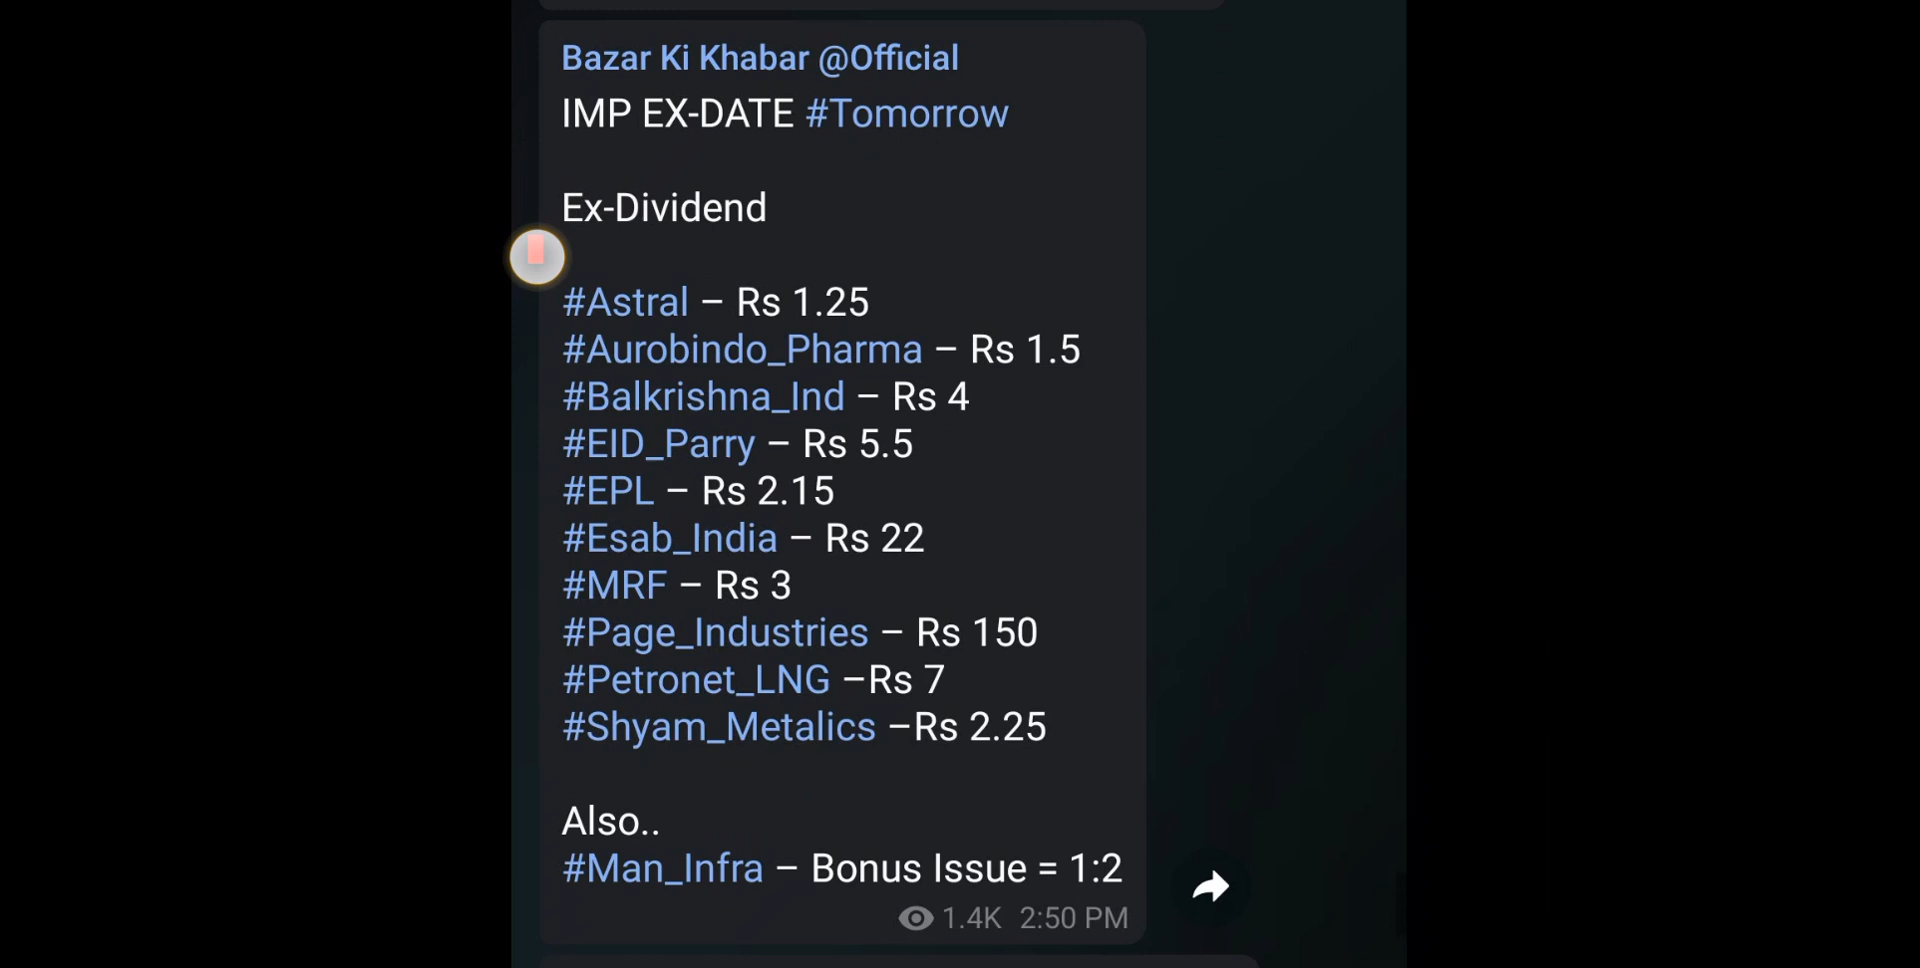 Bazar Ki Khabar @Official
IMP EX-DATE #Tomorrow
Ex-Dividend
#Astral – Rs 1.25
#Aurobindo_Pharma – Rs 1.5
#Balkrishna_Ind – Rs 4
#EID_Parry – Rs 5.5
#EPL – Rs 2.15
#Esab_India – Rs 22
#MRF – Rs 3
#Page_Industries – Rs 150
#Petronet_LNG –Rs 7
#Shyam_Metalics –Rs 2.25
Also..
#Man_Infra – Bonus Issue = 1:2
1.4K 2:50 PM